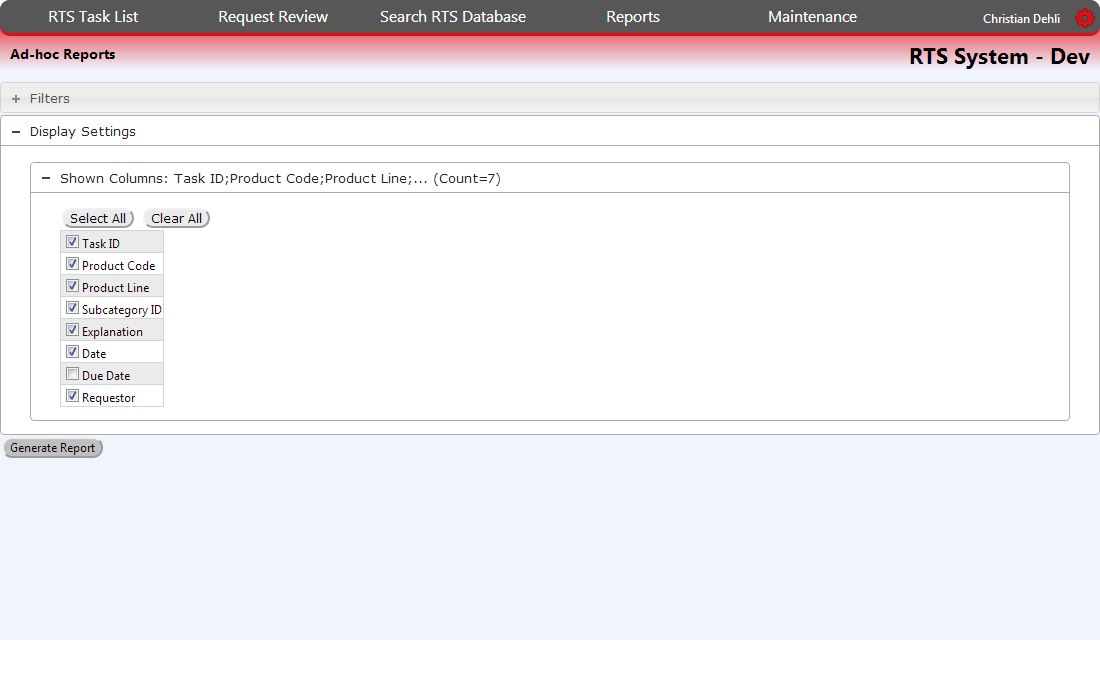 RTS Task List Request Review Search RTS Database Reports Maintenance Christian Dehli
Ad-hoc Reports RTS System - Dev
+ Filters
− Display Settings
− Shown Columns: Task ID;Product Code;Product Line;... (Count=7)
Select All Clear All
Task ID
Product Code
Product Line
Subcategory ID
Explanation
Date
Due Date
Requestor
Generate Report